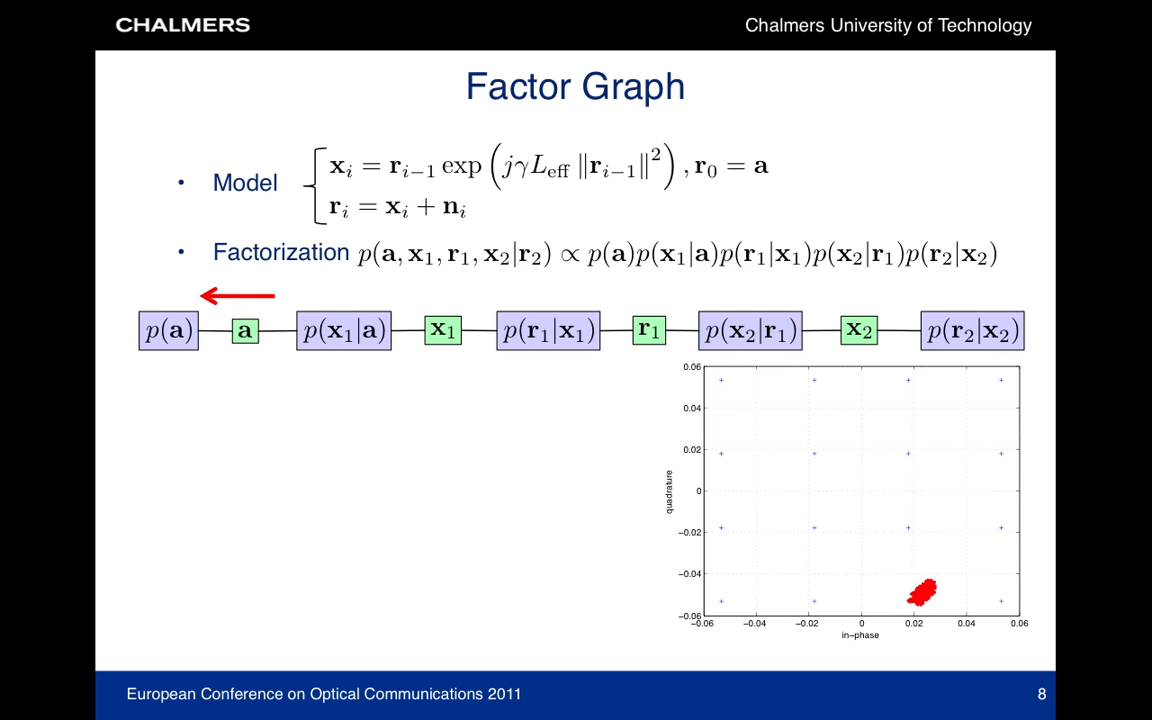 CHALMERS
Chalmers University of Technology
Factor Graph
• Model { x_i = r_{i−1} exp (jγL_eff ‖r_{i−1}‖²), r_0 = a
r_i = x_i + n_i
• Factorization p(a, x_1, r_1, x_2|r_2) ∝ p(a)p(x_1|a)p(r_1|x_1)p(x_2|r_1)p(r_2|x_2)
p(a) a p(x_1|a) x_1 p(r_1|x_1) r_1 p(x_2|r_1) x_2 p(r_2|x_2)
0.06
0.04
0.02
0
−0.02
−0.04
−0.06
quadrature
−0.06 −0.04 −0.02 0 0.02 0.04 0.06
in−phase
European Conference on Optical Communications 2011
8